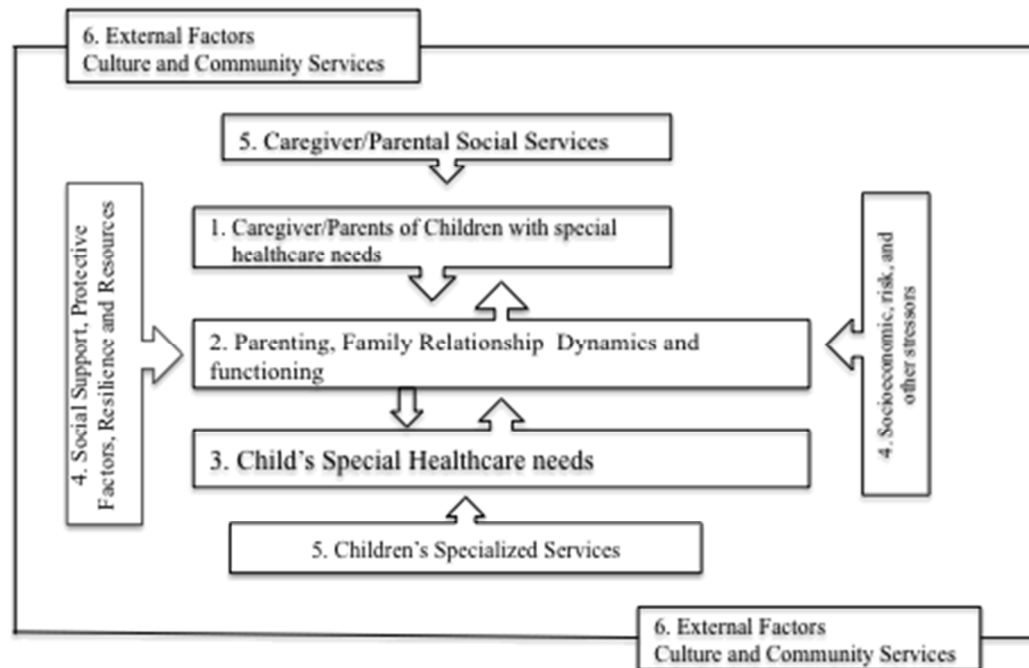 6. External Factors
Culture and Community Services
5. Caregiver/Parental Social Services
1. Caregiver/Parents of Children with special
healthcare needs
4. Social Support, Protective
Factors, Resilience and Resources
2. Parenting, Family Relationship Dynamics and
functioning
4. Socioeconomic, risk, and
other stressors
3. Child's Special Healthcare needs
5. Children's Specialized Services
6. External Factors
Culture and Community Services